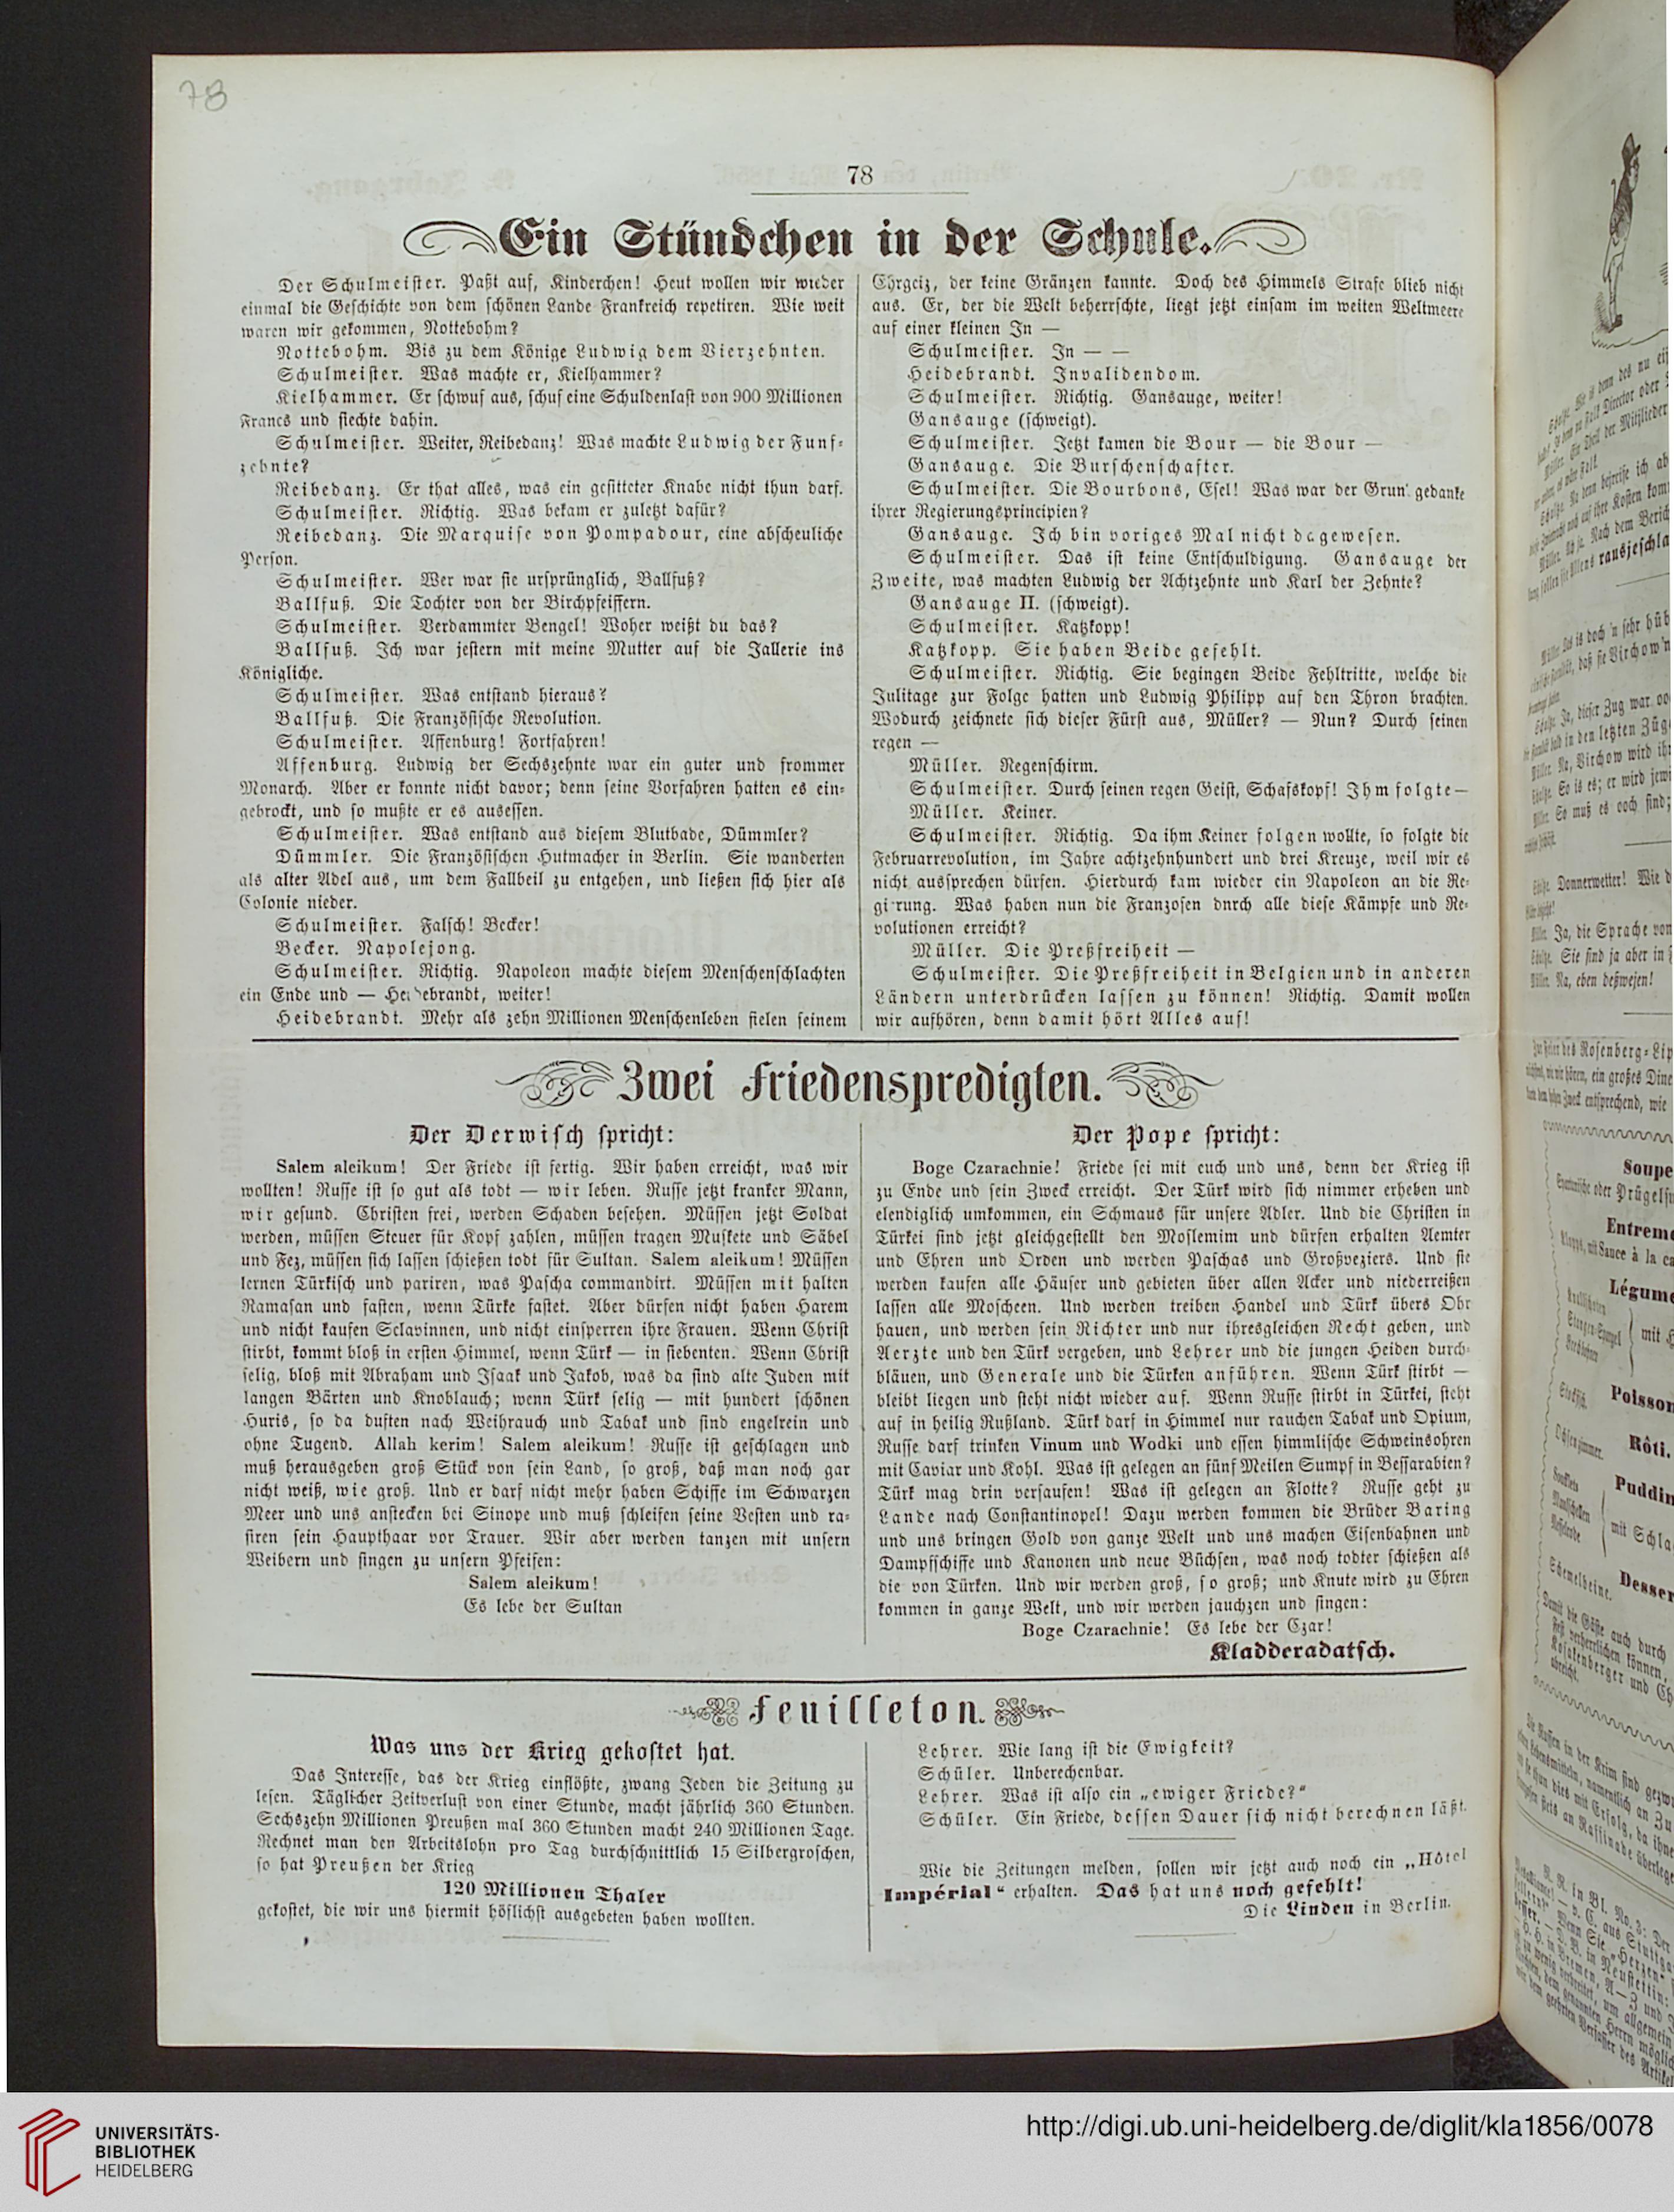 78
78
Ein Stündchen in der Schule.
Der Schulmeister. Paßt auf, Kinderchen! Heut wollen wir wieder
einmal die Geschichte von dem schönen Lande Frankreich repetiren. Wie weit
waren wir gekommen, Nottebohm?
Nottebohm. Bis zu dem Könige Ludwig dem Vierzehnten.
Schulmeister. Was machte er, Kielhammer?
Kielhammer. Er schwuf aus, schuf eine Schuldenlast von 900 Millionen
Francs und siechte dahin.
Schulmeister. Weiter, Reibedanz! Was machte Ludwig der Funf-
zehnte?
Reibedanz. Er that alles, was ein gesitteter Knabe nicht thun darf.
Schulmeister. Richtig. Was bekam er zuletzt dafür?
Reibedanz. Die Marquise von Pompadour, eine abscheuliche
Person.
Schulmeister. Wer war sie ursprünglich, Ballfuß?
Ballfuß. Die Tochter von der Birchpfeiffern.
Schulmeister. Verdammter Bengel! Woher weißt du das?
Ballfuß. Ich war jestern mit meine Mutter auf die Jallerie ins
Königliche.
Schulmeister. Was entstand hieraus?
Ballfuß. Die Französische Revolution.
Schulmeister. Affenburg! Fortfahren!
Affenburg. Ludwig der Sechszehnte war ein guter und frommer
Monarch. Aber er konnte nicht davor; denn seine Vorfahren hatten es ein-
gebrockt, und so mußte er es ausessen.
Schulmeister. Was entstand aus diesem Blutbade, Dümmler?
Dümmler. Die Französischen Hutmacher in Berlin. Sie wanderten
als alter Adel aus, um dem Fallbeil zu entgehen, und ließen sich hier als
Colonie nieder.
Schulmeister. Falsch! Becker!
Becker. Napolejong.
Schulmeister. Richtig. Napoleon machte diesem Menschenschlachten
ein Ende und — Heidebrandt, weiter!
Heidebrandt. Mehr als zehn Millionen Menschenleben fielen seinem
Ehrgeiz, der keine Gränzen kannte. Doch des Himmels Strafe blieb nicht
aus. Er, der die Welt beherrschte, liegt jetzt einsam im weiten Weltmeere
auf einer kleinen In —
Schulmeister. In — —
Heidebrandt. Invalidendom.
Schulmeister. Richtig. Gansauge, weiter!
Gansauge (schweigt).
Schulmeister. Jetzt kamen die Bour — die Bour —
Gansauge. Die Burschenschafter.
Schulmeister. Die Bourbons, Esel! Was war der Grun' gedanke
ihrer Regierungsprincipien?
Gansauge. Ich bin voriges Mal nicht dagewesen.
Schulmeister. Das ist keine Entschuldigung. Gansauge der
Zweite, was machten Ludwig der Achtzehnte und Karl der Zehnte?
Gansauge II. (schweigt).
Schulmeister. Katzkopp!
Katzkopp. Sie haben Beide gefehlt.
Schulmeister. Richtig. Sie begingen Beide Fehltritte, welche die
Julitage zur Folge hatten und Ludwig Philipp auf den Thron brachten.
Wodurch zeichnete sich dieser Fürst aus, Müller? — Nun? Durch seinen
regen —
Müller. Regenschirm.
Schulmeister. Durch seinen regen Geist, Schafskopf! Ihm folgte—
Müller. Keiner.
Schulmeister. Richtig. Da ihm Keiner folgen wollte, so folgte die
Februarrevolution, im Jahre achtzehnhundert und drei Kreuze, weil wir es
nicht aussprechen dürfen. Hierdurch kam wieder ein Napoleon an die Re-
gi rung. Was haben nun die Franzosen dnrch alle diese Kämpfe und Re-
volutionen erreicht?
Müller. Die Preßfreiheit —
Schulmeister. Die Preßfreiheit in Belgien und in anderen
Ländern unterdrücken lassen zu können! Richtig. Damit wollen
wir aufhören, denn damit hört Alles auf!
Zwei Friedenspredigten.
Der Derwisch spricht:
Salem aleikum! Der Friede ist fertig. Wir haben erreicht, was wir
wollten! Russe ist so gut als todt — wir leben. Russe jetzt kranker Mann,
wir gesund. Christen frei, werden Schaden besehen. Müssen jetzt Soldat
werden, müssen Steuer für Kopf zahlen, müssen tragen Muskete und Säbel
und Fez, müssen sich lassen schießen todt für Sultan. Salem aleikum! Müssen
lernen Türkisch und pariren, was Pascha commandirt. Müssen mit halten
Ramasan und fasten, wenn Türke fastet. Aber dürfen nicht haben Harem
und nicht kaufen Sclavinnen, und nicht einsperren ihre Frauen. Wenn Christ
stirbt, kommt bloß in ersten Himmel, wenn Türk — in siebenten. Wenn Christ
selig, bloß mit Abraham und Isaak und Jakob, was da sind alte Juden mit
langen Bärten und Knoblauch; wenn Türk selig — mit hundert schönen
Huris, so da duften nach Weihrauch und Tabak und sind engelrein und
ohne Tugend. Allah kerim! Salem aleikum! Russe ist geschlagen und
muß herausgeben groß Stück von sein Land, so groß, daß man noch gar
nicht weiß, wie groß. Und er darf nicht mehr haben Schiffe im Schwarzen
Meer und uns anstecken bei Sinope und muß schleifen seine Vesten und ra-
siren sein Haupthaar vor Trauer. Wir aber werden tanzen mit unsern
Weibern und singen zu unsern Pfeifen:
Salem aleikum!
Es lebe der Sultan
Der Pope spricht:
Boge Czarachnie! Friede sei mit euch und uns, denn der Krieg ist
zu Ende und sein Zweck erreicht. Der Türk wird sich nimmer erheben und
elendiglich umkommen, ein Schmaus für unsere Adler. Und die Christen in
Türkei sind jetzt gleichgestellt den Moslemim und dürfen erhalten Aemter
und Ehren und Orden und werden Paschas und Großveziers. Und sie
werden kaufen alle Häuser und gebieten über allen Acker und niederreißen
lassen alle Moscheen. Und werden treiben Handel und Türk übers Ohr
hauen, und werden sein Richter und nur ihresgleichen Recht geben, und
Aerzte und den Türk vergeben, und Lehrer und die jungen Heiden durch-
bläuen, und Generale und die Türken anführen. Wenn Türk stirbt —
bleibt liegen und steht nicht wieder auf. Wenn Russe stirbt in Türkei, steht
auf in heilig Rußland. Türk darf in Himmel nur rauchen Tabak und Opium,
Russe darf trinken Vinum und Wodki und essen himmlische Schweinsohren
mit Caviar und Kohl. Was ist gelegen an fünf Meilen Sumpf in Bessarabien?
Türk mag drin versaufen! Was ist gelegen an Flotte? Russe geht zu
Lande nach Constantinopel! Dazu werden kommen die Brüder Baring
und uns bringen Gold von ganze Welt und uns machen Eisenbahnen und
Dampfschiffe und Kanonen und neue Büchsen, was noch todter schießen als
die von Türken. Und wir werden groß, so groß; und Knute wird zu Ehren
kommen in ganze Welt, und wir werden jauchzen und singen:
Boge Czarachnie! Es lebe der Czar!
Kladderadatsch.
Feuilleton.
Was uns der Krieg gekostet hat.
Das Interesse, das der Krieg einflößte, zwang Jeden die Zeitung zu
lesen. Täglicher Zeitverlust von einer Stunde, macht jährlich 360 Stunden.
Sechszehn Millionen Preußen mal 360 Stunden macht 240 Millionen Tage.
Rechnet man den Arbeitslohn pro Tag durchschnittlich 15 Silbergroschen,
so hat Preußen der Krieg
120 Millionen Thaler
gekostet, die wir uns hiermit höflichst ausgebeten haben wollten.
Lehrer. Wie lang ist die Ewigkeit?
Schüler. Unberechenbar.
Lehrer. Was ist also ein „ewiger Friede?"
Schüler. Ein Friede, dessen Dauer sich nicht berechnen läßt.
Wie die Zeitungen melden, sollen wir jetzt auch noch ein „Hôtel
Impérial" erhalten. Das hat uns noch gefehlt!
Die Linden in Berlin.
UNIVERSITÄTS-
BIBLIOTHEK
HEIDELBERG
http://digi.ub.uni-heidelberg.de/diglit/kla1856/0078